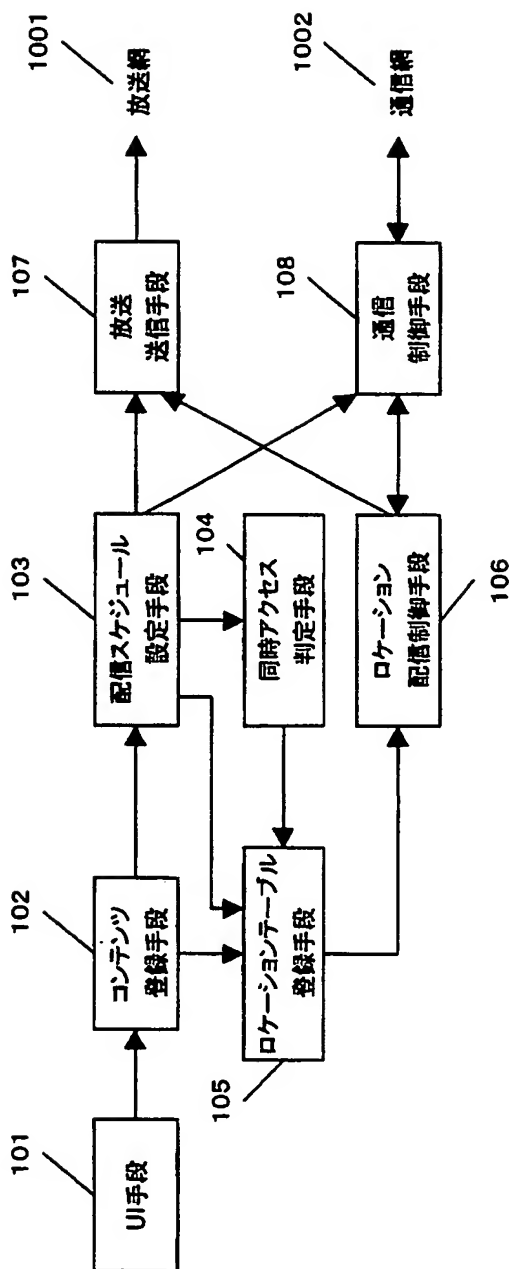 101
UI手段
102
コンテンツ
登録手段
103
配信スケジュール
設定手段
107
放送
送信手段
1001
放送網
104
同時アクセス
判定手段
105
ロケーションテーブル
登録手段
106
ロケーション
配信制御手段
108
通信
制御手段
1002
通信網